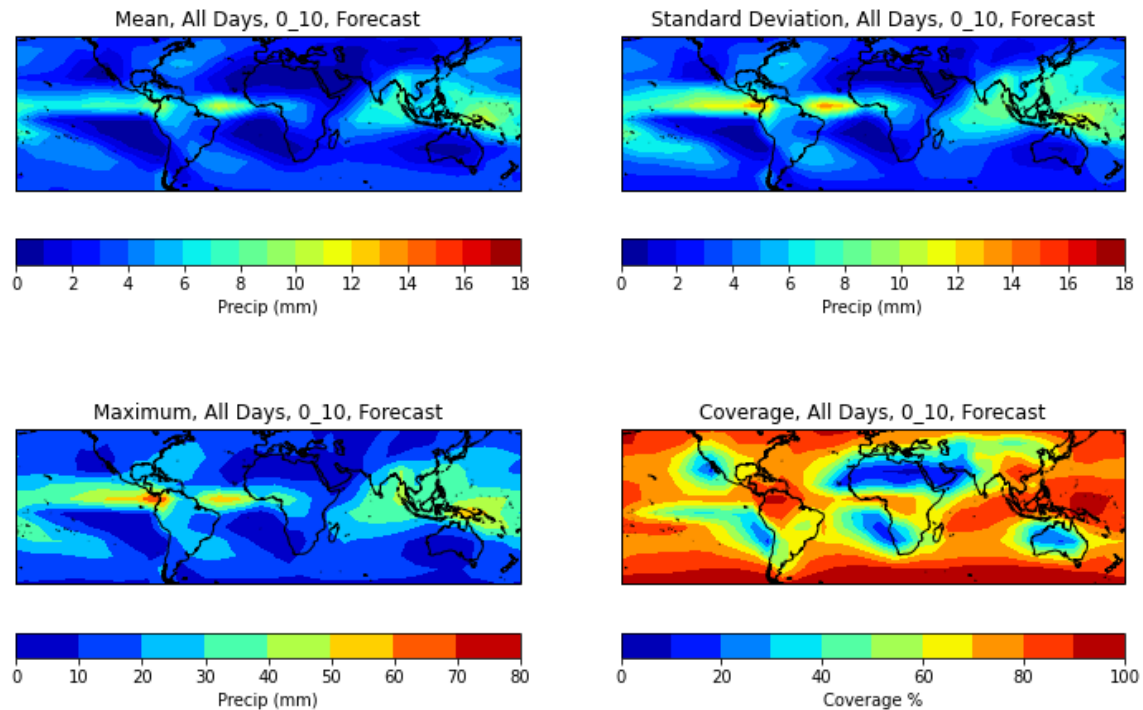 Mean, All Days, 0_10, Forecast
0 2 4 6 8 10 12 14 16 18
Precip (mm)
Standard Deviation, All Days, 0_10, Forecast
0 2 4 6 8 10 12 14 16 18
Precip (mm)
Maximum, All Days, 0_10, Forecast
0 10 20 30 40 50 60 70 80
Precip (mm)
Coverage, All Days, 0_10, Forecast
0 20 40 60 80 100
Coverage %